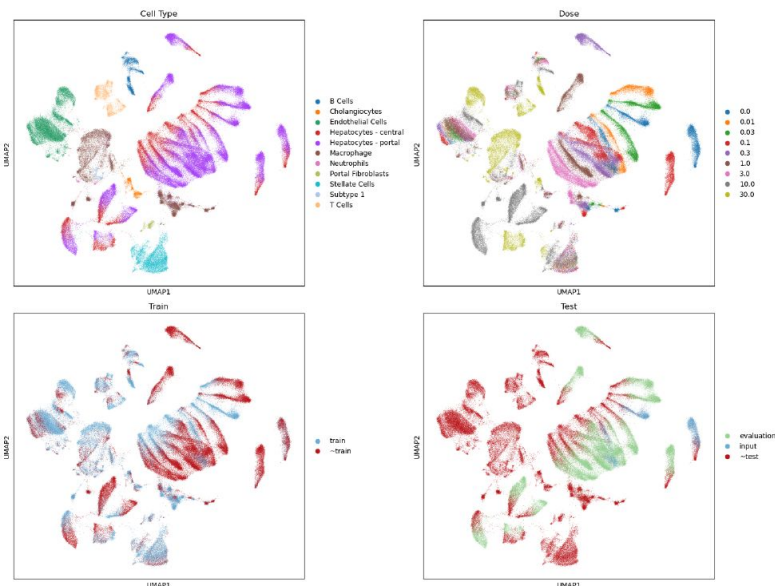 Cell Type
UMAP2
UMAP1
B Cells
Cholangiocytes
Endothelial Cells
Hepatocytes - central
Hepatocytes - portal
Macrophage
Neutrophils
Portal Fibroblasts
Stellate Cells
Subtype 1
T Cells
Dose
UMAP2
UMAP1
0.0
0.01
0.03
0.1
0.3
1.0
3.0
10.0
30.0
Train
UMAP2
UMAP1
train
~train
Test
UMAP2
UMAP1
evaluation
input
~test